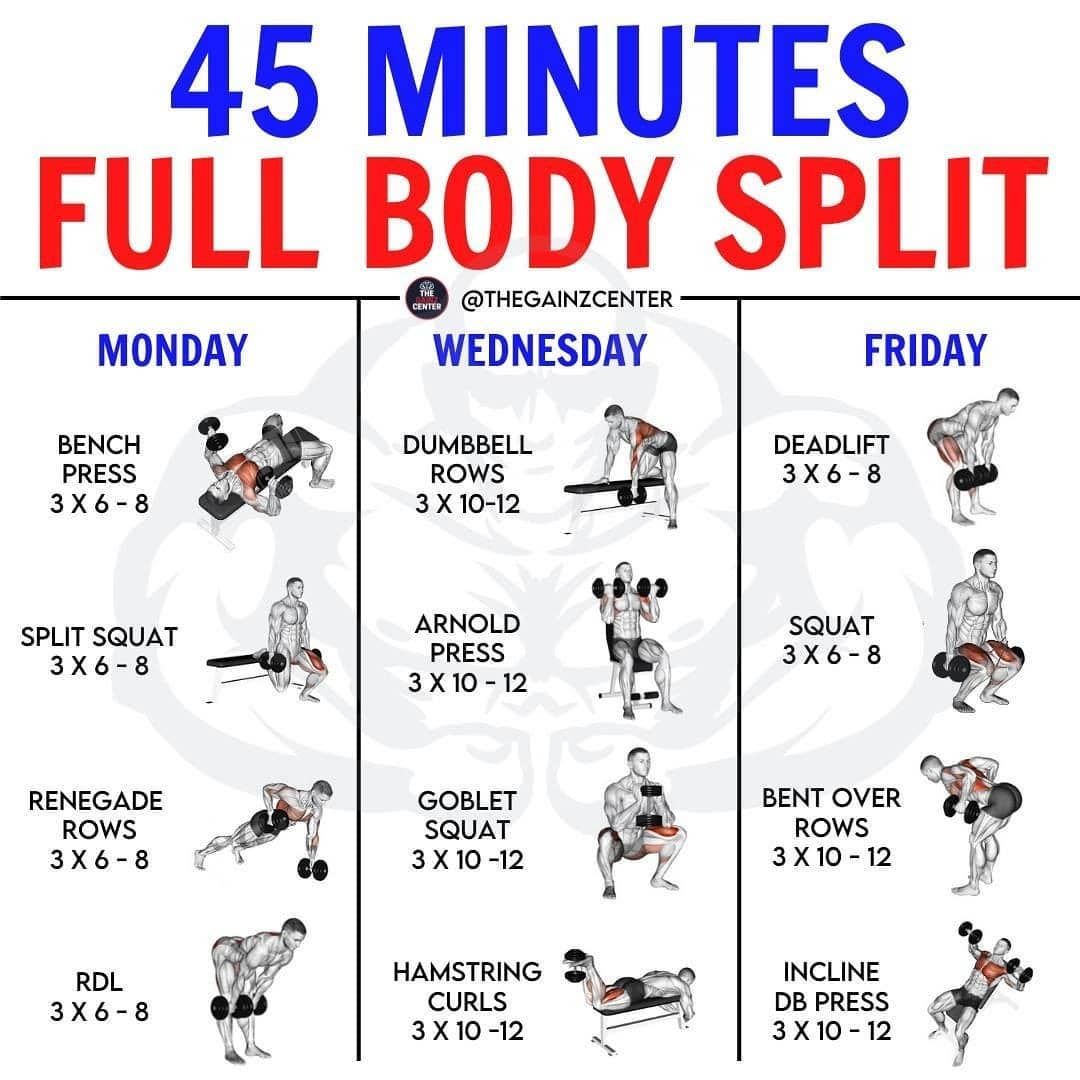 45 MINUTES
FULL BODY SPLIT
THE
GAINZ
CENTER
@THEGAINZCENTER
MONDAY
BENCH
PRESS
3 X 6 - 8
SPLIT SQUAT
3 X 6 - 8
RENEGADE
ROWS
3 X 6 - 8
RDL
3 X 6 - 8
WEDNESDAY
DUMBBELL
ROWS
3 X 10-12
ARNOLD
PRESS
3 X 10 - 12
GOBLET
SQUAT
3 X 10 -12
HAMSTRING
CURLS
3 X 10 -12
FRIDAY
DEADLIFT
3 X 6 - 8
SQUAT
3 X 6 - 8
BENT OVER
ROWS
3 X 10 - 12
INCLINE
DB PRESS
3 X 10 - 12